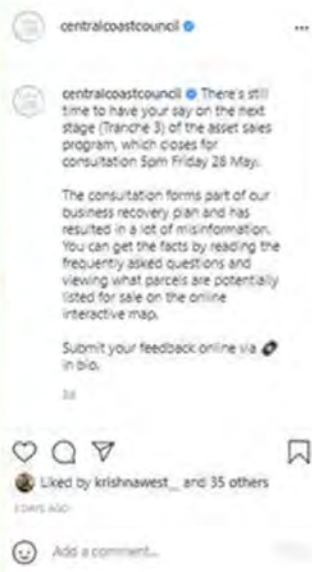 centralcoastcouncil
centralcoastcouncil There's still
time to have your say on the next
stage (Tranche 3) of the asset sales
program, which closes for
consultation 5pm Friday 28 May.
The consultation forms part of our
business recovery plan and has
resulted in a lot of misinformation.
You can get the facts by reading the
frequently asked questions and
viewing what parcels are potentially
listed for sale on the online
interactive map.
Submit your feedback online via
in bio.
Liked by krishnawest__ and 35 others
DAYS AGO
Add a comment...